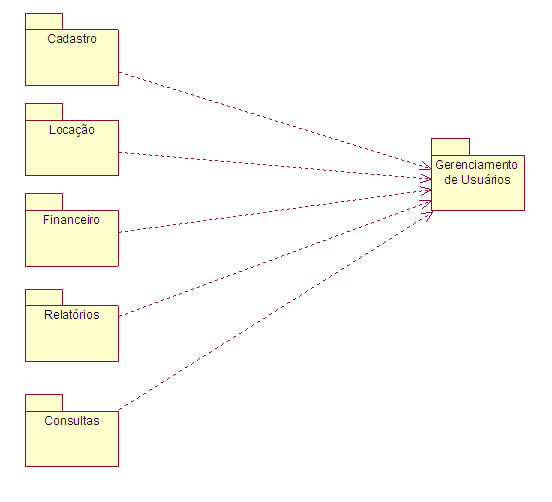 Cadastro
Locação
Gerenciamento
de Usuários
Financeiro
Relatórios
Consultas